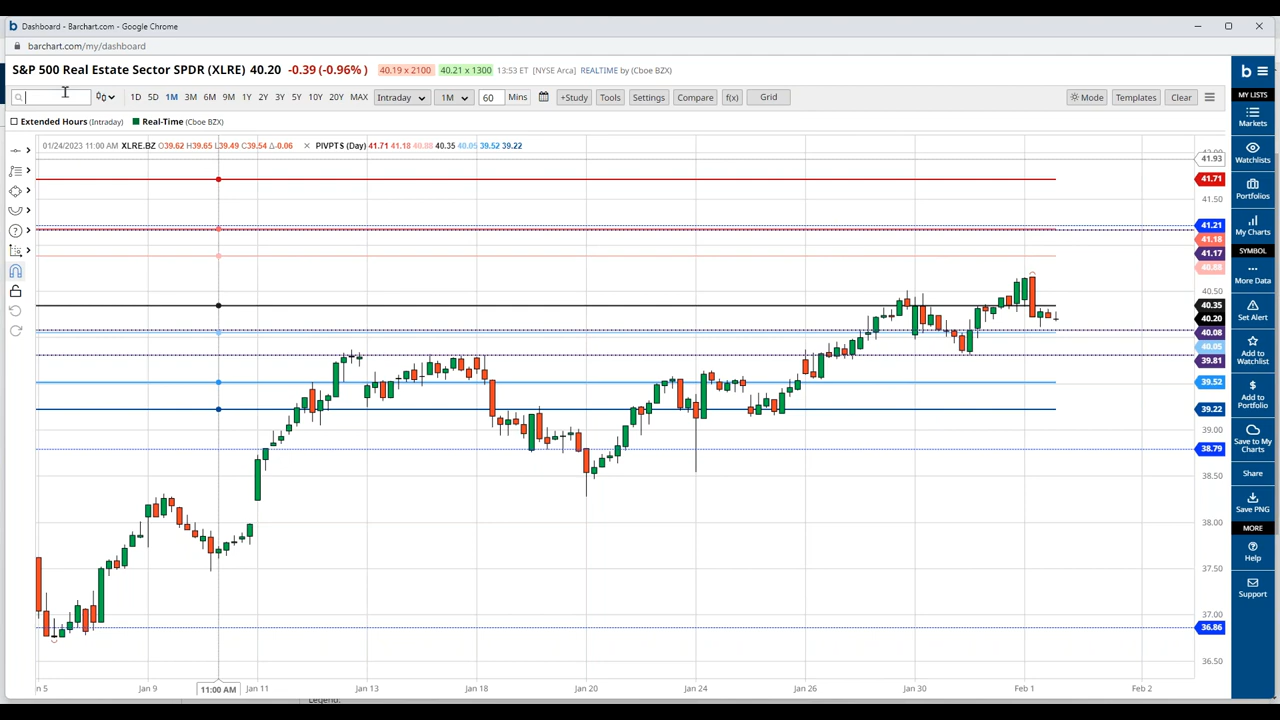 Dashboard - Barchart.com - Google Chrome
barchart.com/my/dashboard
S&P 500 Real Estate Sector SPDR (XLRE) 40.20 -0.39 (-0.96%) 40.19 x 2100 40.21 x 1300 13:53 ET [NYSE Arca] REALTIME by (Cboe BZX)
1D 5D 1M 3M 6M 9M 1Y 2Y 3Y 5Y 10Y 20Y MAX Intraday 1M 60 Mins +Study Tools Settings Compare f(x) Grid Mode Templates Clear
Extended Hours (Intraday) Real-Time (Cboe BZX)
01/24/2023 11:00 AM XLRE.BZ O39.62 H39.65 L39.49 C39.54 Δ-0.06 × PIVPTS (Day) 41.71 41.18 40.88 40.35 40.05 39.52 39.22
41.93
41.71
41.50
41.21
41.18
41.17
40.88
40.50
40.35
40.20
40.08
40.05
39.81
39.52
39.22
39.00
38.79
38.50
38.00
37.50
37.00
36.86
36.50
n 5 Jan 9 11:00 AM Jan 11 Jan 13 Jan 18 Jan 20 Jan 24 Jan 26 Jan 30 Feb 1 Feb 2
Legend:
b
MY LISTS
Markets
Watchlists
Portfolios
My Charts
SYMBOL
More Data
Set Alert
Add to
Watchlist
Add to
Portfolio
Save to My
Charts
Share
Save PNG
MORE
Help
Support